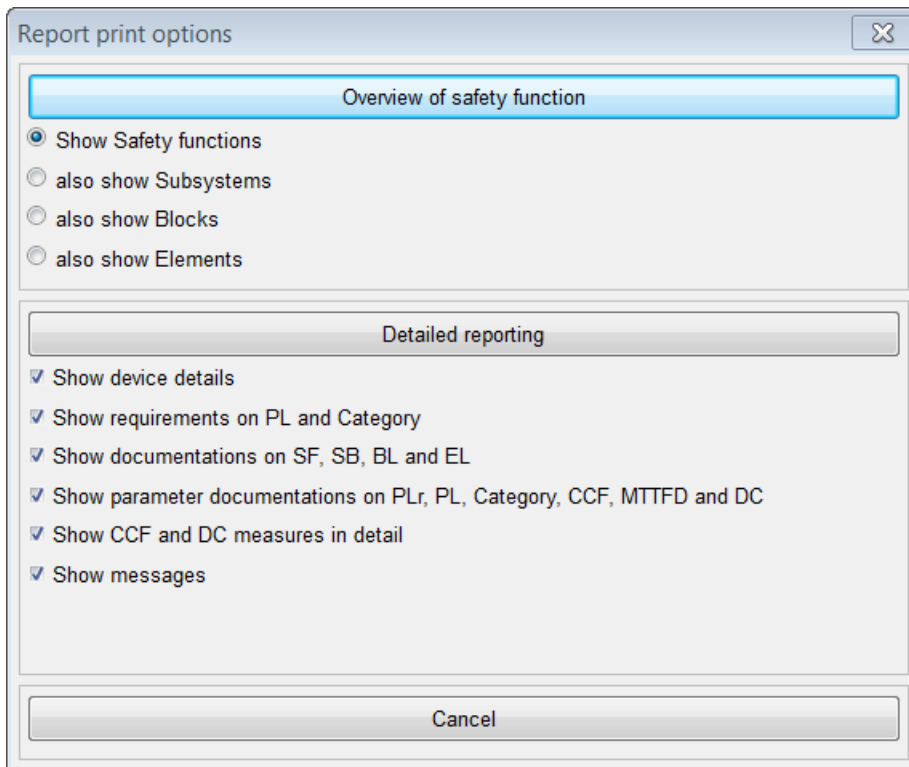 Report print options
Overview of safety function
Show Safety functions
also show Subsystems
also show Blocks
also show Elements
Detailed reporting
Show device details
Show requirements on PL and Category
Show documentations on SF, SB, BL and EL
Show parameter documentations on PLr, PL, Category, CCF, MTTFD and DC
Show CCF and DC measures in detail
Show messages
Cancel